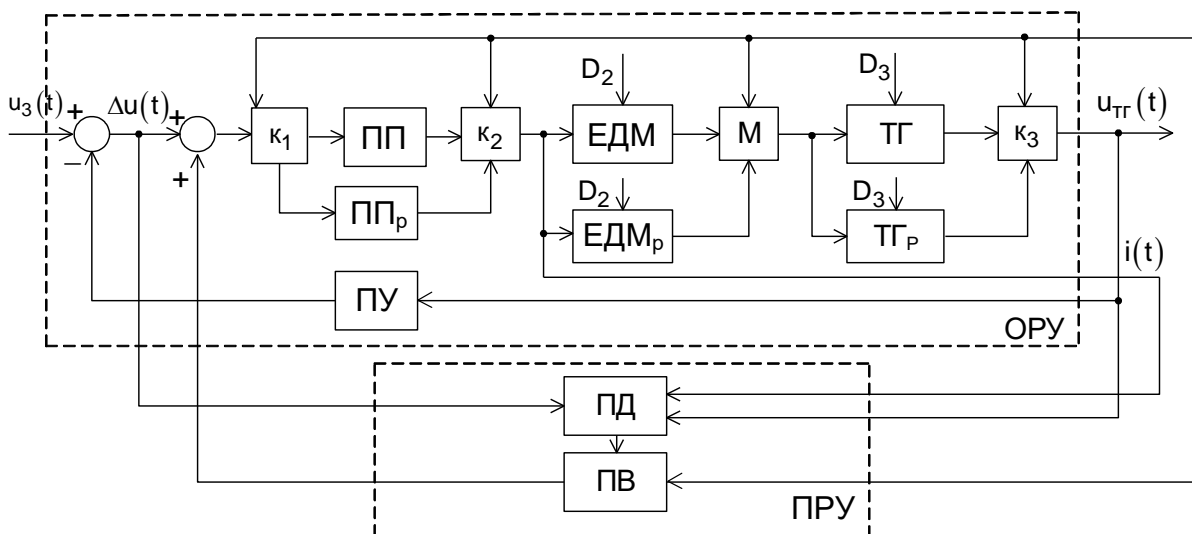 D₂
D₃
u₃(t)
+
Δu(t)
+
u_ТГ(t)
−
+
к₁
ПП
к₂
ЕДМ
М
ТГ
к₃
ПП_р
D₂
ЕДМ_р
D₃
ТГ_Р
i(t)
ПУ
ОРУ
ПД
ПВ
ПРУ